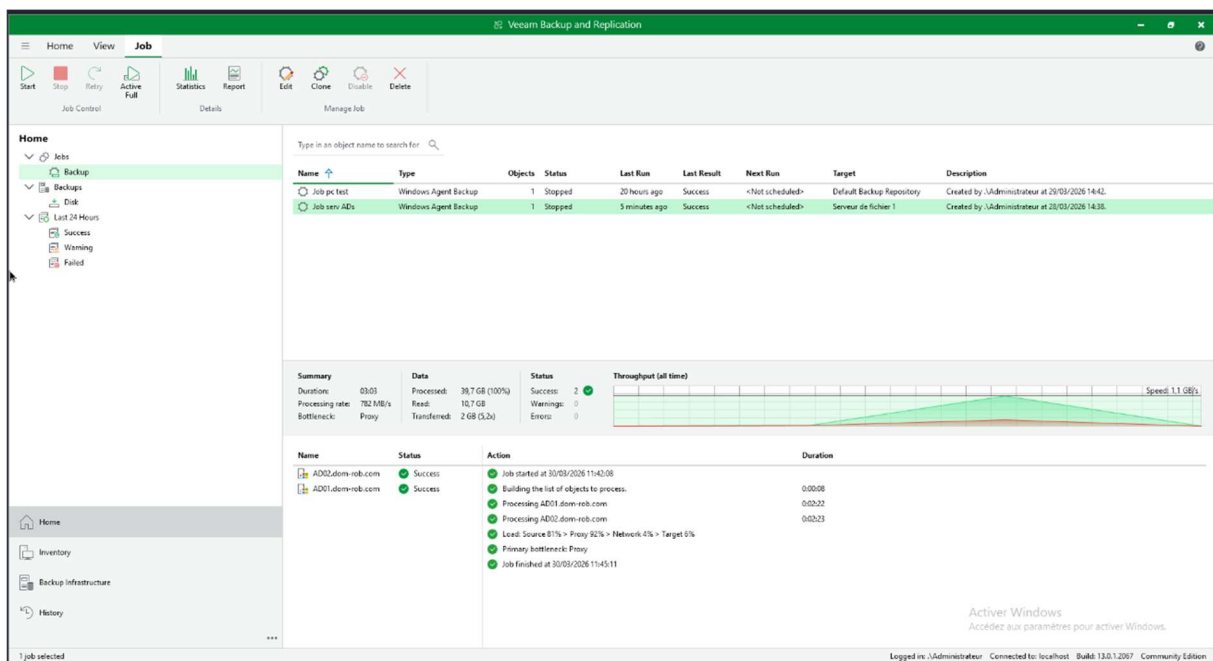 Veeam Backup and Replication
Home View Job
Start Stop Retry Active Full Statistics Report Edit Clone Disable Delete
Job Control Details Manage Job
Home
Jobs
Backup
Backups
Disk
Last 24 Hours
Success
Warning
Failed
Type in an object name to search for
Name Type Objects Status Last Run Last Result Next Run Target Description
Job pc test Windows Agent Backup 1 Stopped 20 hours ago Success <Not scheduled> Default Backup Repository Created by .\Administrateur at 29/03/2026 14:42.
Job serv ADs Windows Agent Backup 1 Stopped 5 minutes ago Success <Not scheduled> Serveur de fichier 1 Created by .\Administrateur at 28/03/2026 14:38.
Summary Data Status Throughput (all time)
Duration: 03:03 Processed: 39,7 GB (100%) Success: 2 Speed: 1,1 GB/s
Processing rate: 782 MB/s Read: 10,7 GB Warnings: 0
Bottleneck: Proxy Transferred: 2 GB (5,2x) Errors: 0
Name Status Action Duration
AD02.dom-rob.com Success Job started at 30/03/2026 11:42:08
AD01.dom-rob.com Success Building the list of objects to process. 0:00:08
Processing AD01.dom-rob.com 0:02:22
Processing AD02.dom-rob.com 0:02:23
Load: Source 81% > Proxy 92% > Network 4% > Target 6%
Primary bottleneck: Proxy
Job finished at 30/03/2026 11:45:11
Home
Inventory
Backup Infrastructure
History
Activer Windows
Accédez aux paramètres pour activer Windows.
1 job selected Logged in: .\Administrateur Connected to: localhost Build: 13.0.1.2067 Community Edition